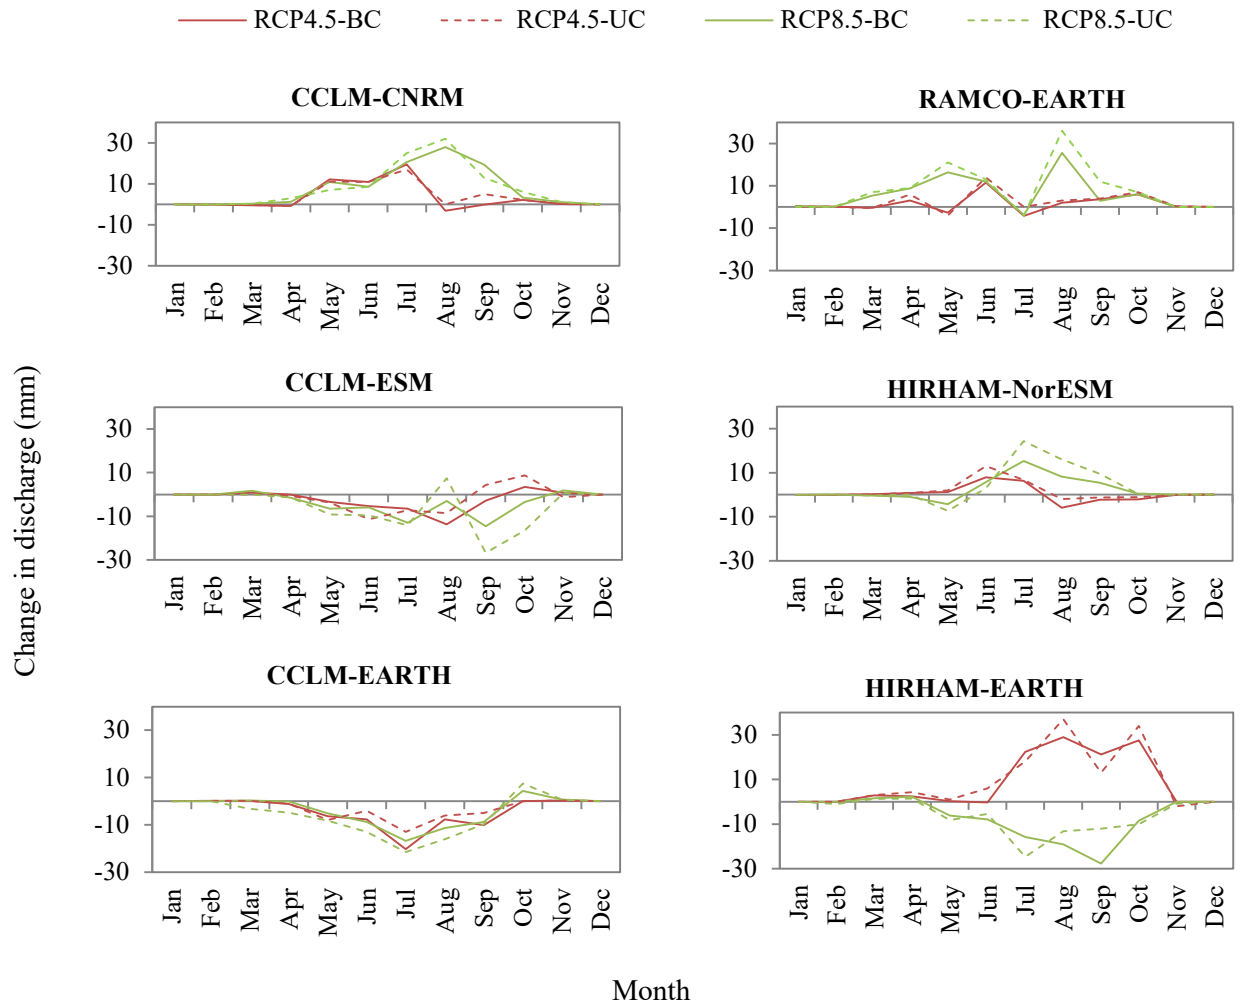 RCP4.5-BC RCP4.5-UC RCP8.5-BC RCP8.5-UC
CCLM-CNRM
30
10
-10
-30
Jan Feb Mar Apr May Jun Jul Aug Sep Oct Nov Dec
RAMCO-EARTH
30
10
-10
-30
Jan Feb Mar Apr May Jun Jul Aug Sep Oct Nov Dec
Change in discharge (mm)
CCLM-ESM
30
10
-10
-30
Jan Feb Mar Apr May Jun Jul Aug Sep Oct Nov Dec
HIRHAM-NorESM
30
10
-10
-30
Jan Feb Mar Apr May Jun Jul Aug Sep Oct Nov Dec
CCLM-EARTH
30
10
-10
-30
Jan Feb Mar Apr May Jun Jul Aug Sep Oct Nov Dec
HIRHAM-EARTH
30
10
-10
-30
Jan Feb Mar Apr May Jun Jul Aug Sep Oct Nov Dec
Month